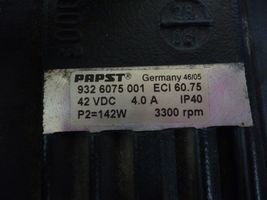 PAPST® Germany 46/05
932 6075 001 ECI 60.75
42 VDC 4.0 A IP40
P2=142W 3300 rpm